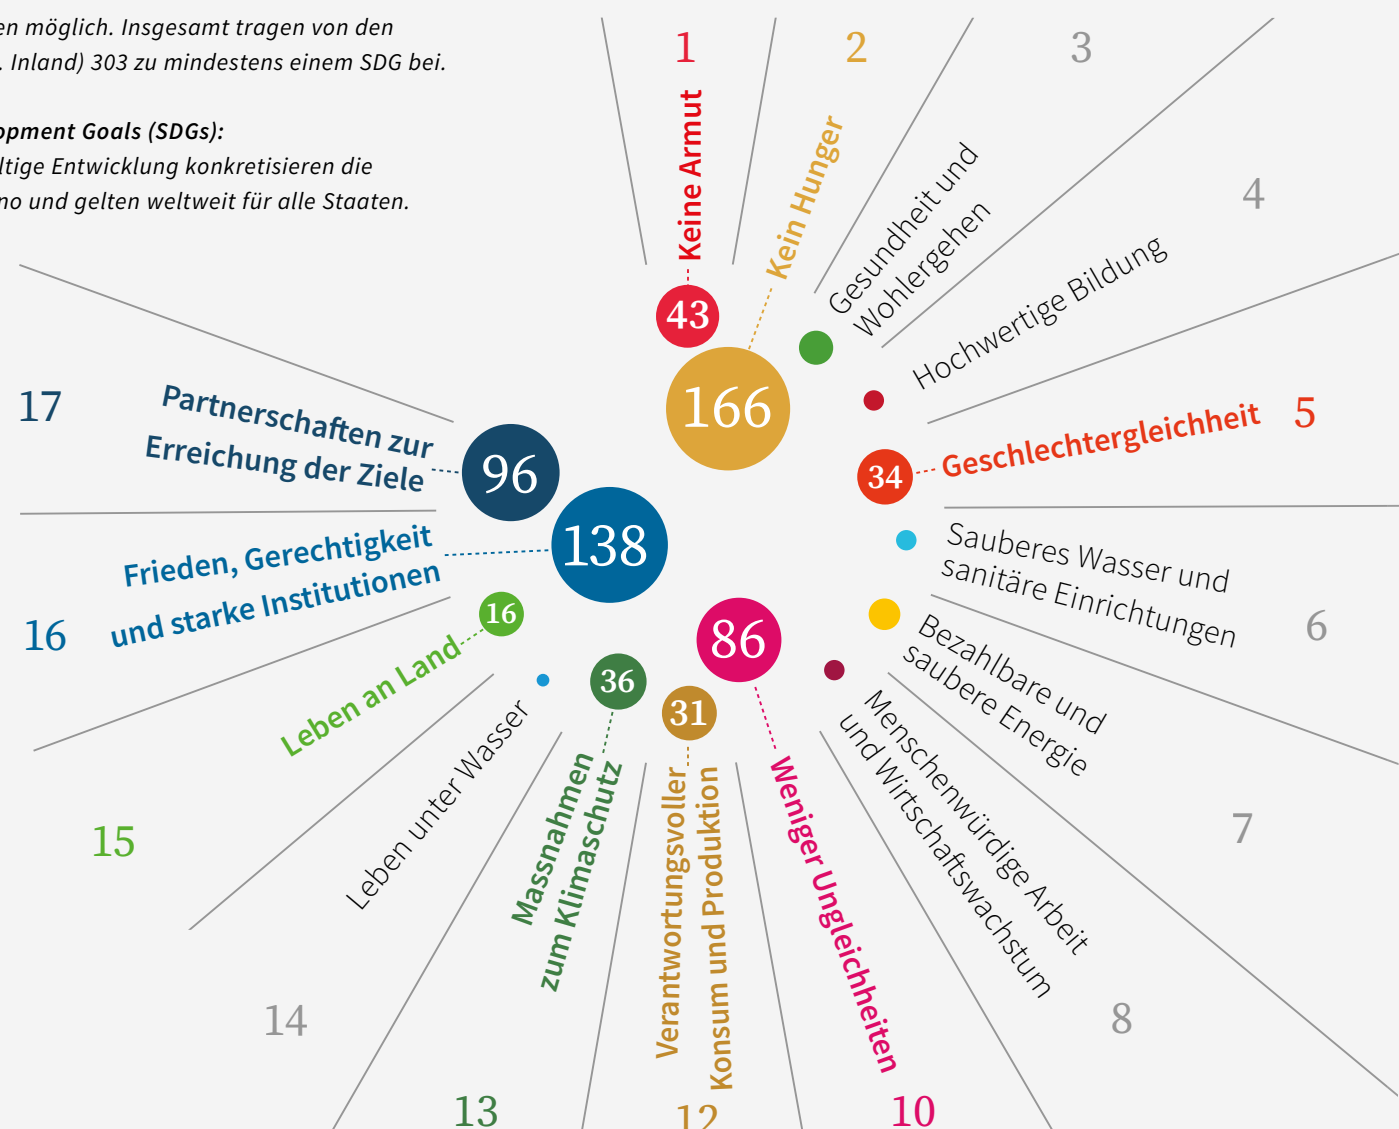 en möglich. Insgesamt tragen von den
. Inland) 303 zu mindestens einem SDG bei.
opment Goals (SDGs):
ltige Entwicklung konkretisieren die
no und gelten weltweit für alle Staaten.
1
Keine Armut
43
2
Kein Hunger
166
3
Gesundheit und
Wohlergehen
4
Hochwertige Bildung
5
Geschlechtergleichheit
34
Sauberes Wasser und
sanitäre Einrichtungen
6
Bezahlbare und
saubere Energie
7
Menschenwürdige Arbeit
und Wirtschaftswachstum
8
86
Weniger Ungleichheiten
10
31
Verantwortungsvoller
Konsum und Produktion
12
36
Massnahmen
zum Klimaschutz
13
Leben unter Wasser
14
16
Leben an Land
15
138
Frieden, Gerechtigkeit
und starke Institutionen
16
96
Partnerschaften zur
Erreichung der Ziele
17